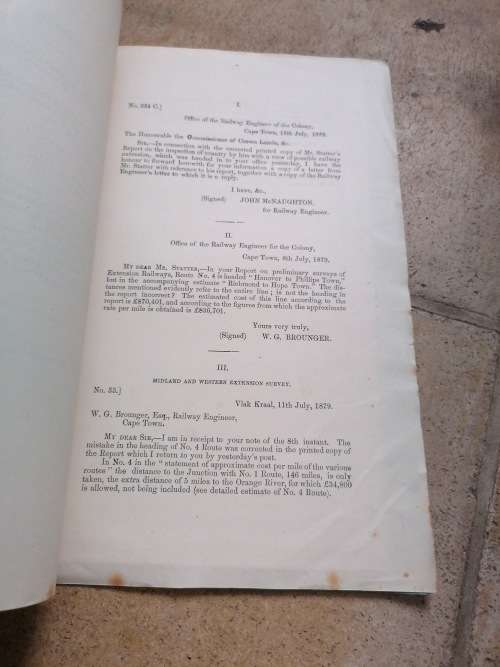 No. 334 C.]
I.
Office of the Railway Engineer of the Colony,
Cape Town, 15th July, 1879.
The Honourable the Commissioner of Crown Lands, &c.
SIR,—In connection with the corrected printed copy of Mr. Statter's
Report on the inspection of country by him with a view of possible railway
extension, which was handed in to your office yesterday, I have the
honour to forward herewith for your information a copy of a letter from
Mr. Statter with reference to his report, together with a copy of the Railway
Engineer's letter to which it is a reply.
I have, &c.,
(Signed) JOHN McNAUGHTON,
for Railway Engineer.
II.
Office of the Railway Engineer for the Colony,
Cape Town, 8th July, 1879.
MY DEAR MR. STATTER,—In your Report on preliminary surveys of
Extension Railways, Route No. 4 is headed "Hanover to Phillips Town,"
but in the accompanying estimate "Richmond to Hope Town." The dis-
tances mentioned evidently refer to the entire line; is not the heading in
the report incorrect? The estimated cost of this line according to the
report is £870,401, and according to the figures from which the approximate
rate per mile is obtained is £836,701.
Yours very truly,
(Signed) W. G. BROUNGER.
III.
MIDLAND AND WESTERN EXTENSION SURVEY.
No. 53.]
Vlak Kraal, 11th July, 1879.
W. G. Brounger, Esq., Railway Engineer,
Cape Town.
MY DEAR SIR,—I am in receipt to your note of the 8th instant. The
mistake in the heading of No. 4 Route was corrected in the printed copy of
the Report which I return to you by yesterday's post.
In No. 4 in the "statement of approximate cost per mile of the various
routes" the distance to the Junction with No. 1 Route, 146 miles, is only
taken, the extra distance of 5 miles to the Orange River, for which £34,800
is allowed, not being included (see detailed estimate of No. 4 Route).